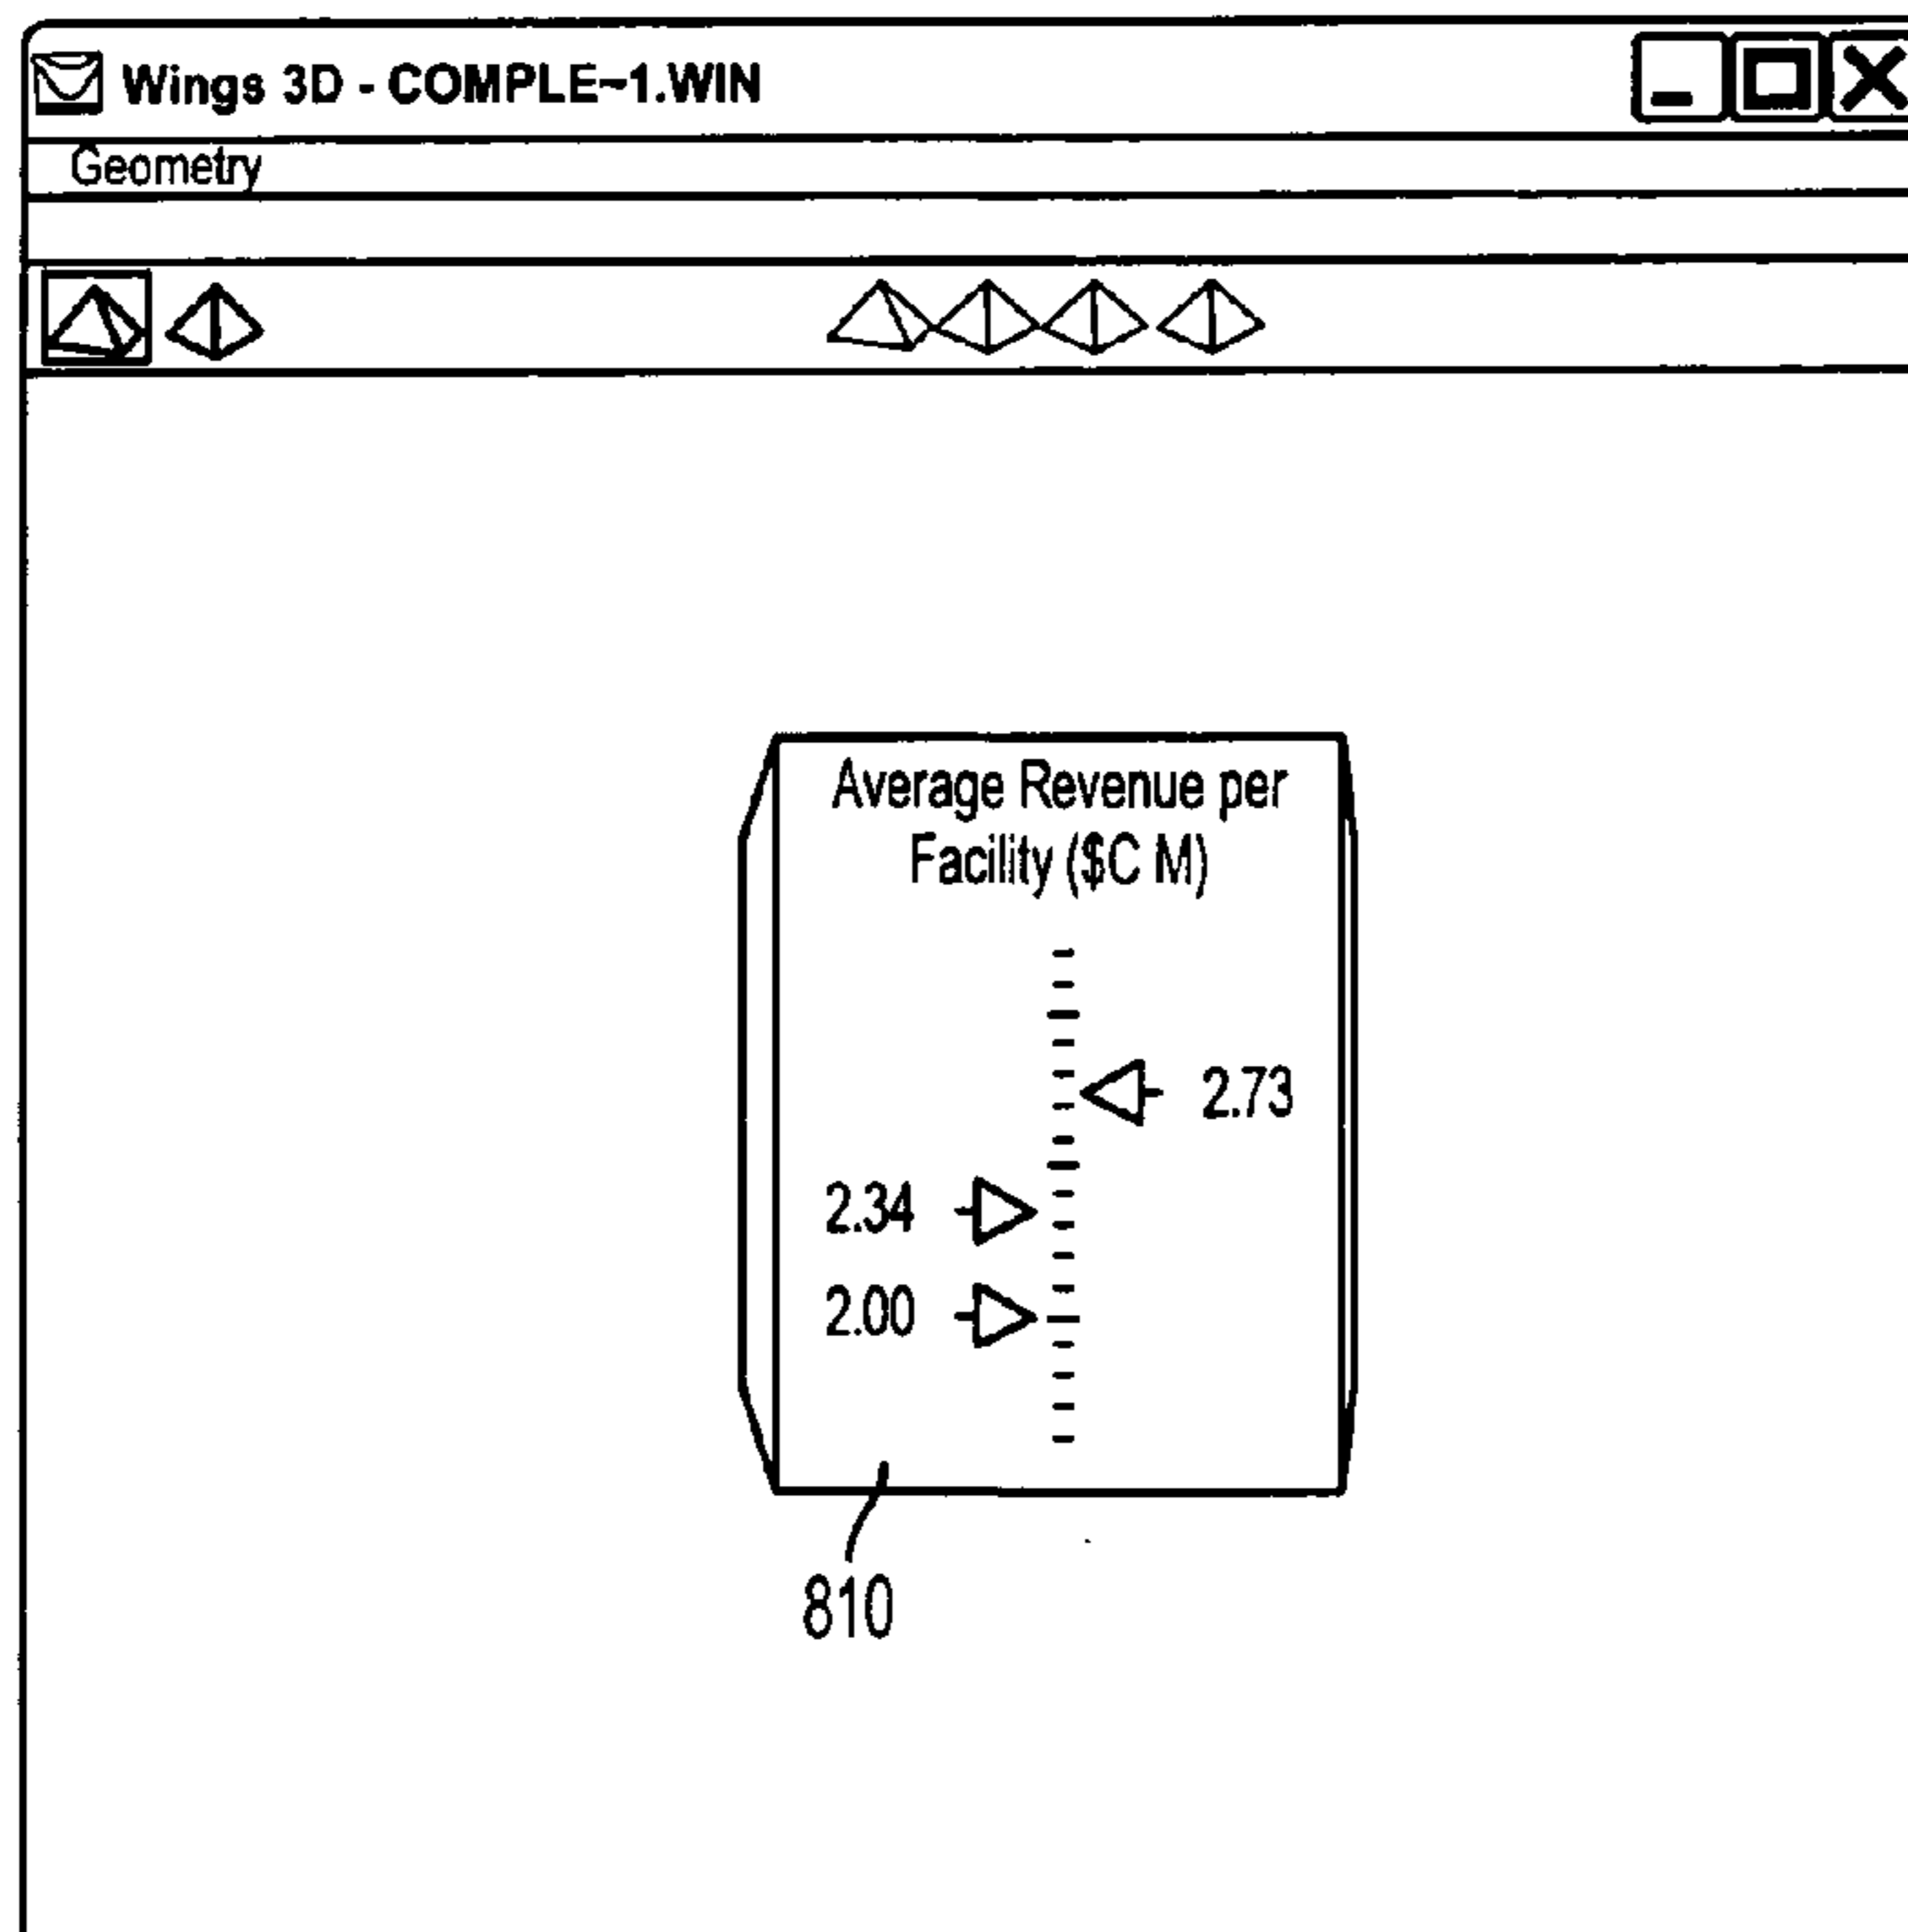 Wings 3D - COMPLE~1.WIN
Geometry
Average Revenue per
Facility ($C M)
2.73
2.34
2.00
810